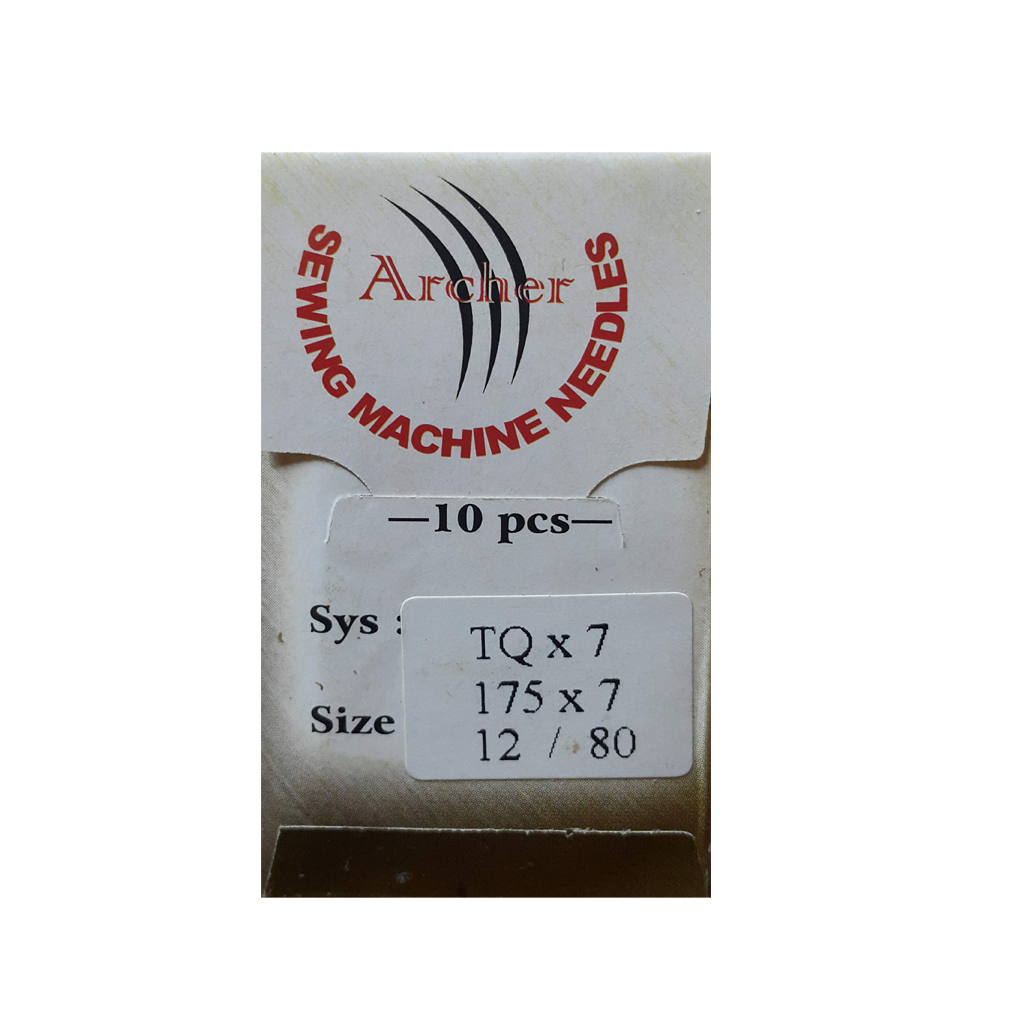 Archer
SEWING MACHINE NEEDLES
—10 pcs—
Sys :
TQ x 7
175 x 7
Size
12 / 80